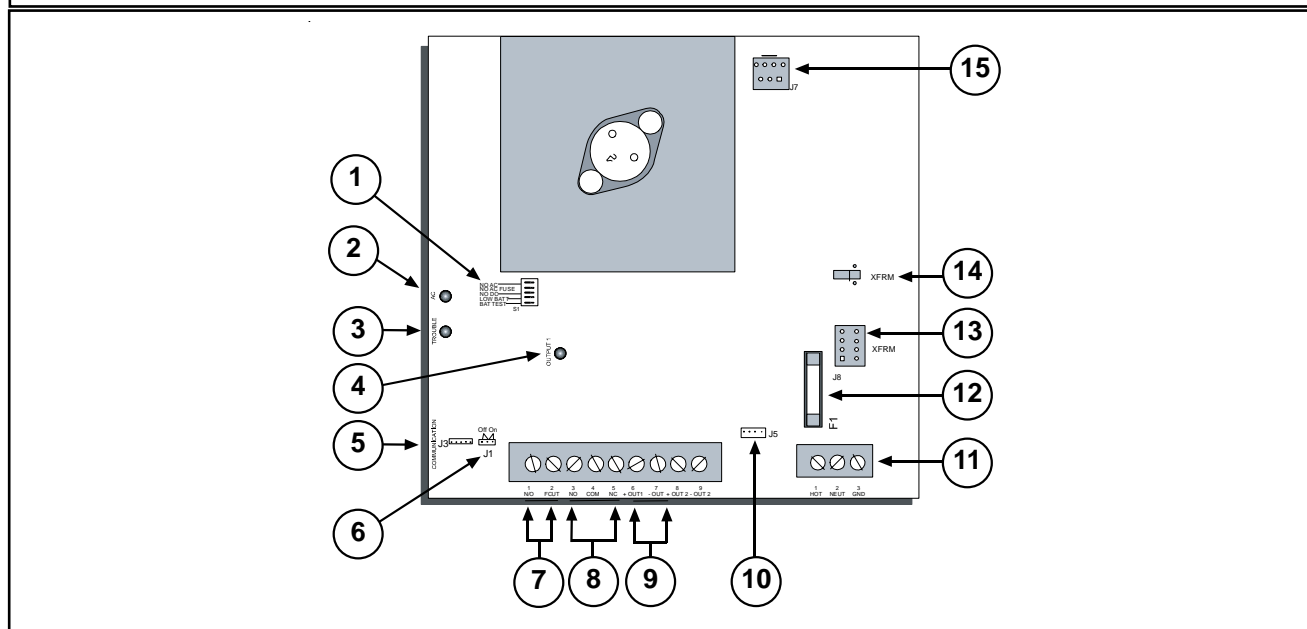 15
J7
1
2
NO AC
NO AC FUSE
NO DC
LOW BATT
BAT TEST
S1
AC
XFRM
14
3
TROUBLE
4
OUTPUT 1
13
XFRM
J8
12
F1
5
COMMUNICATION
Off On
J3
J1
J5
11
6
1 2 3 4 5 6 7 8 9
N/O FCUT NO COM NC + OUT1 - OUT + OUT 2 - OUT 2
1 2 3
HOT NEUT GND
7
8
9
10